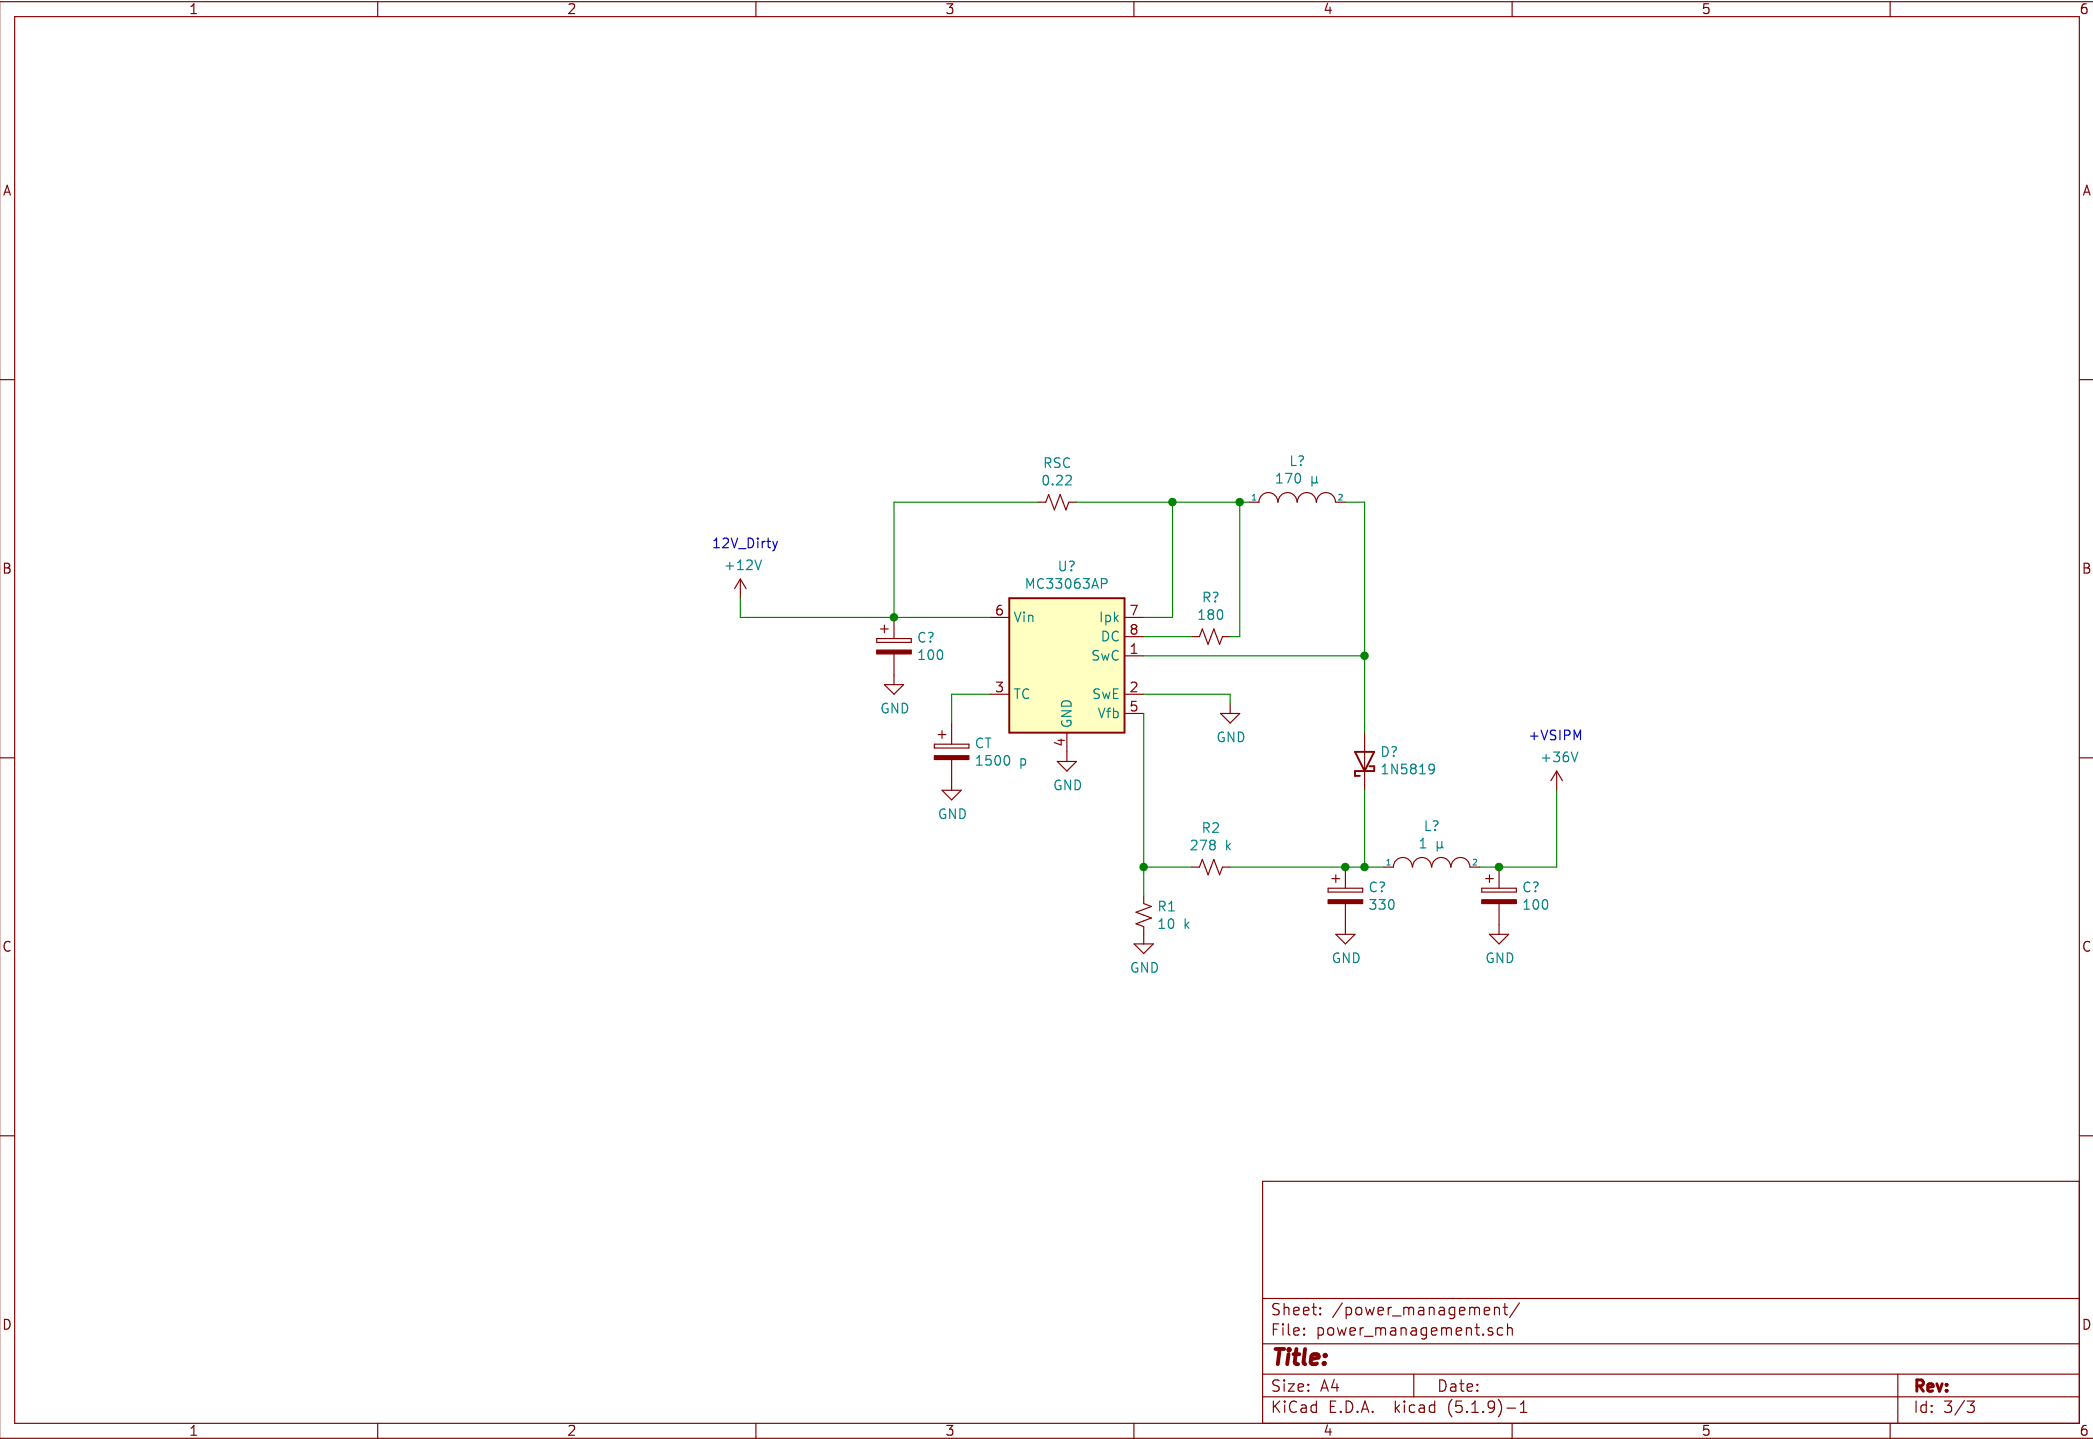 1 2 3 4 5 6
A A
B B
C C
D D
RSC
0.22
L?
170 µ
12V_Dirty
+12V
U?
MC33063AP
R?
180
6 Vin
Ipk 7
DC 8
SwC 1
3 TC
SwE 2
Vfb 5
GND
4
C?
100
GND
CT
1500 p
GND
GND
GND
1 2
D?
1N5819
+VSIPM
+36V
R2
278 k
L?
1 µ
1 2
R1
10 k
GND
C?
330
GND
C?
100
GND
Sheet: /power_management/
File: power_management.sch
Title:
Size: A4 Date: Rev:
KiCad E.D.A. kicad (5.1.9)-1 Id: 3/3
1 2 3 4 5 6